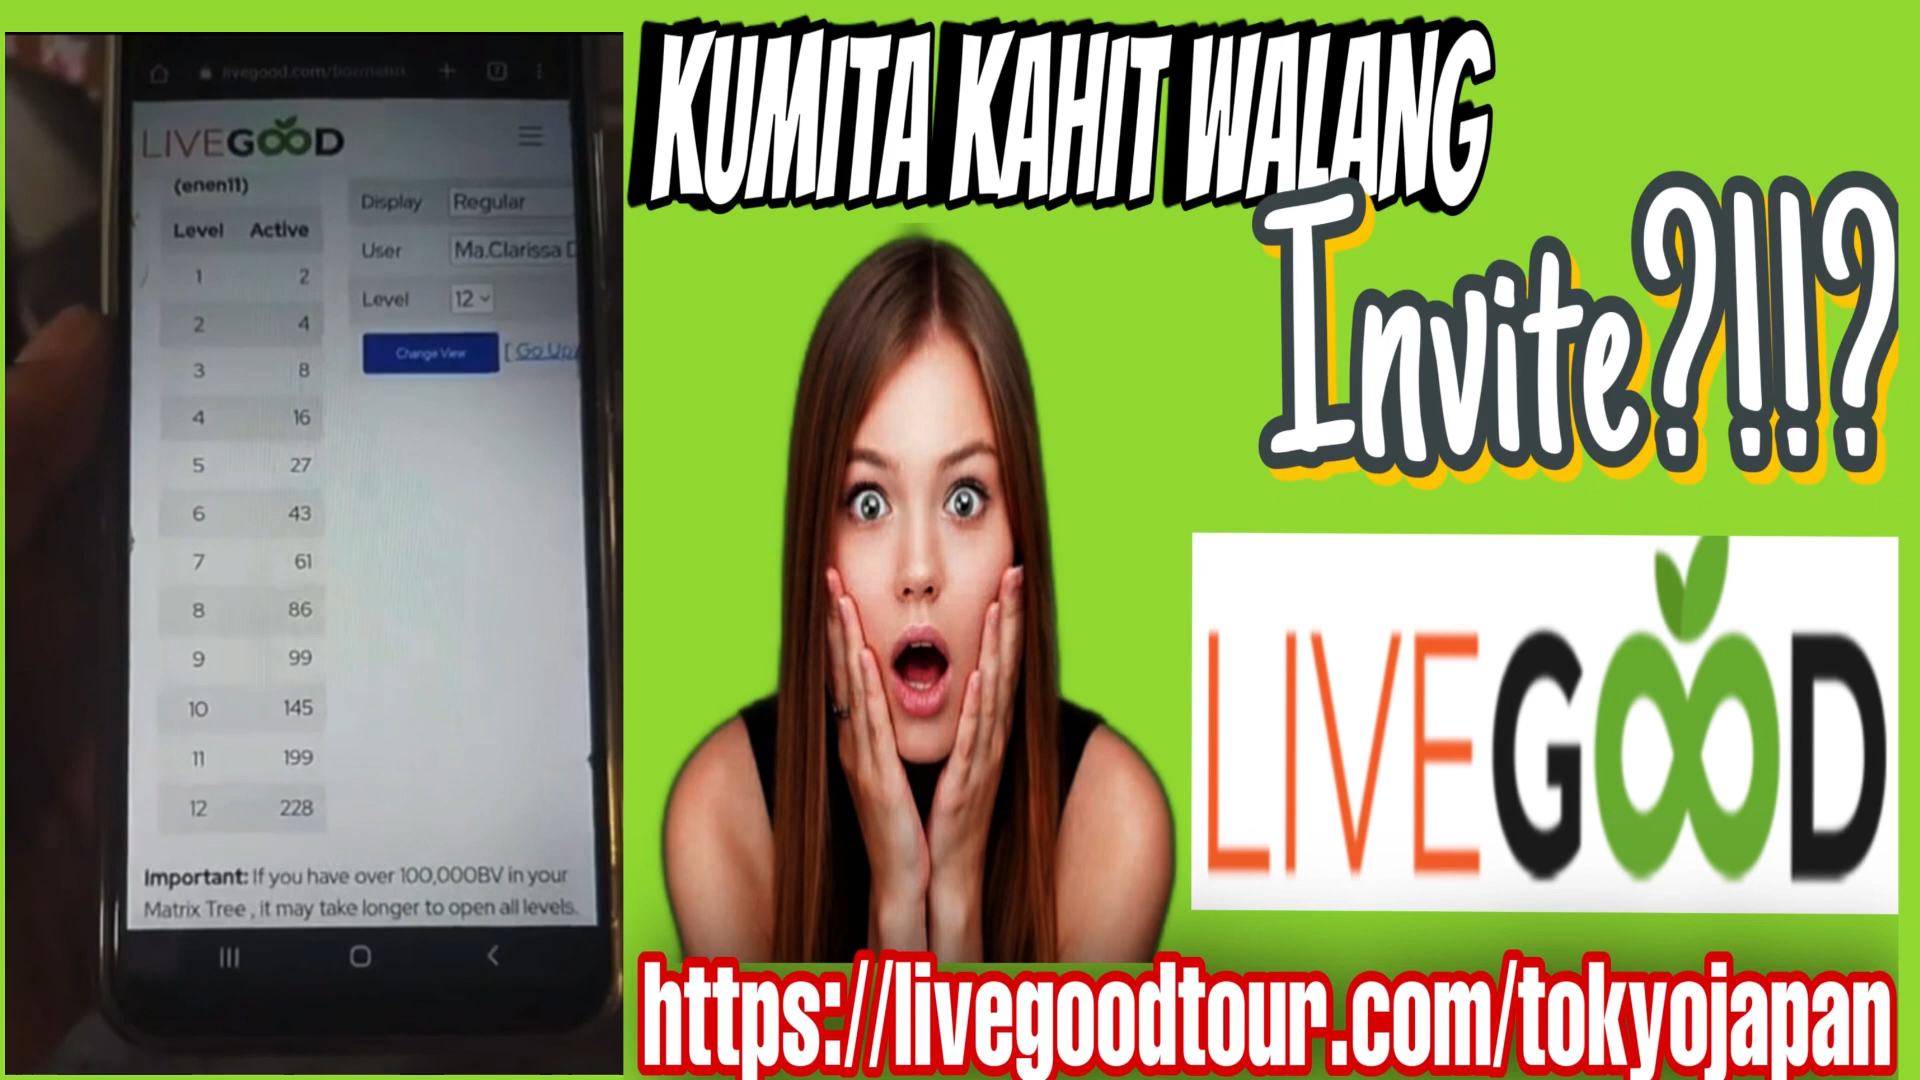 livegood.com/
7
LIVEGOOD
(enen11)
Level Active
1 2
2 4
3 8
4 16
5 27
6 43
7 61
8 86
9 99
10 145
11 199
12 228
Display Regular
User Ma.Clarissa D
Level 12
Change View [ Go Up
Important: If you have over 100,000BV in your
Matrix Tree , it may take longer to open all levels.
KUMITA KAHIT WALANG
Invite?!!?
LIVEGOOD
https://livegoodtour.com/tokyojapan